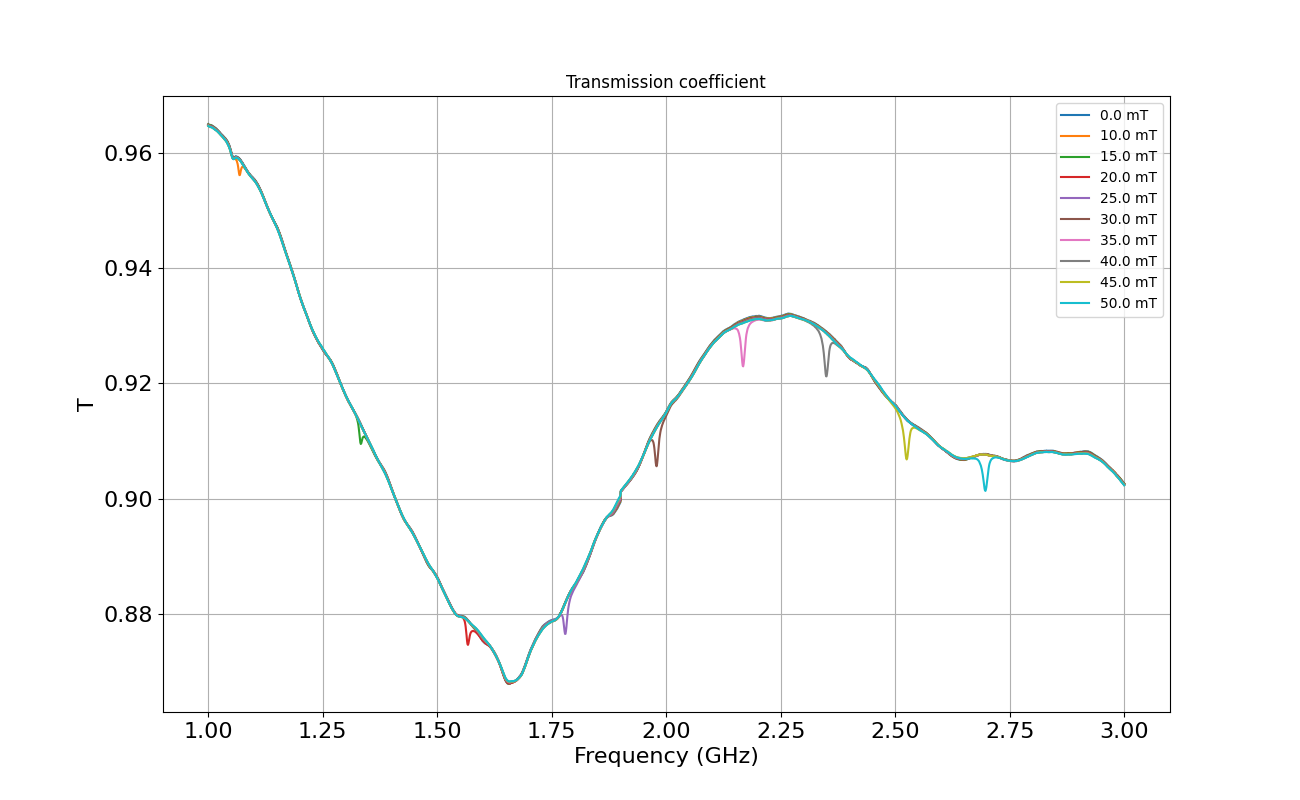 Transmission coefficient
0.0 mT
10.0 mT
15.0 mT
20.0 mT
25.0 mT
30.0 mT
35.0 mT
40.0 mT
45.0 mT
50.0 mT
0.96
0.94
0.92
0.90
0.88
T
1.00 1.25 1.50 1.75 2.00 2.25 2.50 2.75 3.00
Frequency (GHz)